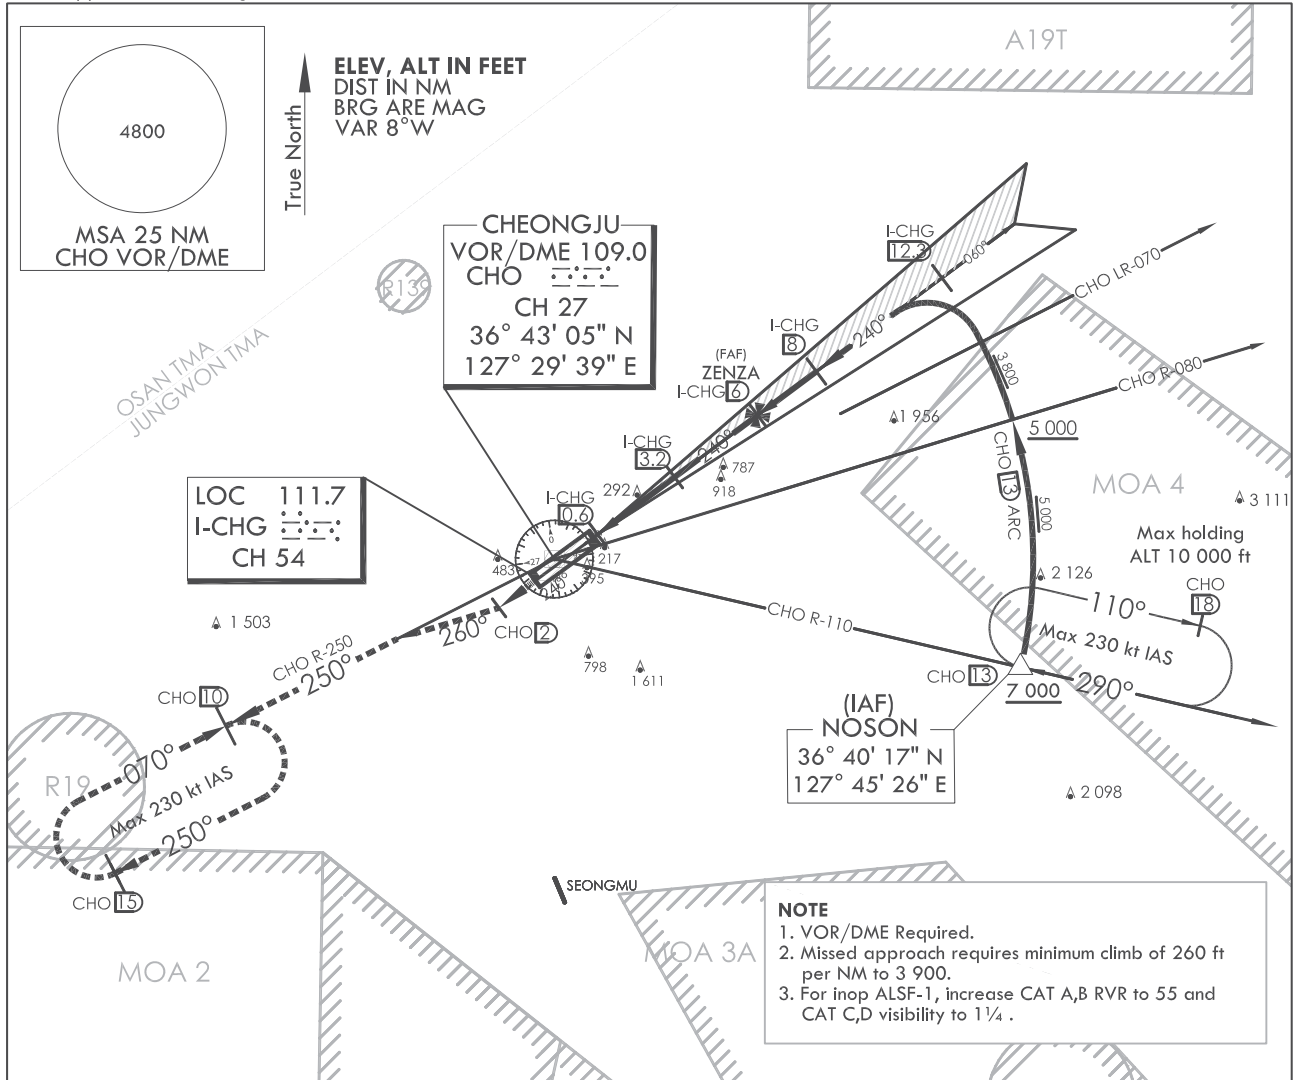 A19T
4800
MSA 25 NM
CHO VOR/DME
True North
ELEV, ALT IN FEET
DIST IN NM
BRG ARE MAG
VAR 8°W
R139
OSAN TMA
JUNGWON TMA
CHEONGJU
VOR/DME 109.0
CHO
CH 27
36° 43' 05" N
127° 29' 39" E
LOC 111.7
I-CHG
CH 54
I-CHG
12.3
060°
CHO LR-070
I-CHG
8
240°
(FAF)
ZENZA
I-CHG 6
3 800
CHO R-080
1 956
5 000
I-CHG
3.2
240°
787
918
292
CHO 13 ARC
5 000
MOA 4
3 111
I-CHG
0.6
0
27
217
395
483
240°
Max holding
ALT 10 000 ft
2 126
CHO
18
110°
Max 230 kt IAS
290°
CHO R-110
CHO 13
7 000
(IAF)
NOSON
36° 40' 17" N
127° 45' 26" E
1 503
CHO 2
260°
CHO R-250
250°
798
1 611
CHO 10
R19
070°
Max 230 kt IAS
250°
CHO 15
2 098
SEONGMU
MOA 2
MOA 3A
NOTE
1. VOR/DME Required.
2. Missed approach requires minimum climb of 260 ft
per NM to 3 900.
3. For inop ALSF-1, increase CAT A,B RVR to 55 and
CAT C,D visibility to 1¼ .